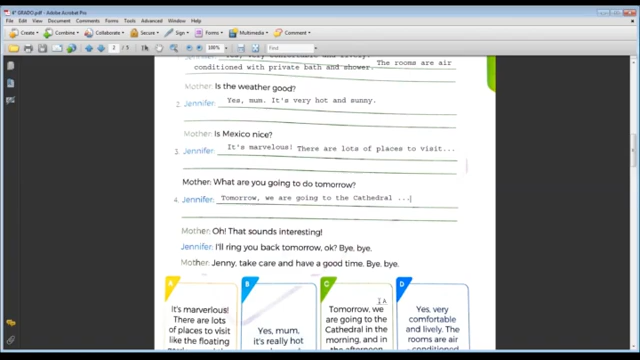 4° GRADO.pdf - Adobe Acrobat Pro
File Edit View Document Comments Forms Tools Advanced Window Help
Create Combine Collaborate Secure Sign Forms Multimedia Comment
2 / 3 100% Find
conditioned with private bath and shower. The rooms are air
Mother: Is the weather good?
2. Jennifer: Yes, mum. It's very hot and sunny.
Mother: Is Mexico nice?
3. Jennifer: It's marvelous! There are lots of places to visit...
Mother: What are you going to do tomorrow?
4. Jennifer: Tomorrow, we are going to the Cathedral ...
Mother: Oh! That sounds interesting!
Jennifer: I'll ring you back tomorrow, ok? Bye, bye.
Mother: Jenny, take care and have a good time. Bye, bye.
A
It's marverlous!
There are lots
of places to visit
like the floating
B
Yes, mum,
it's really hot
C
Tomorrow, we
are going to the
Cathedral in the
morning, and in
the afternoon
D
Yes, very
comfortable
and lively. The
rooms are air
conditioned